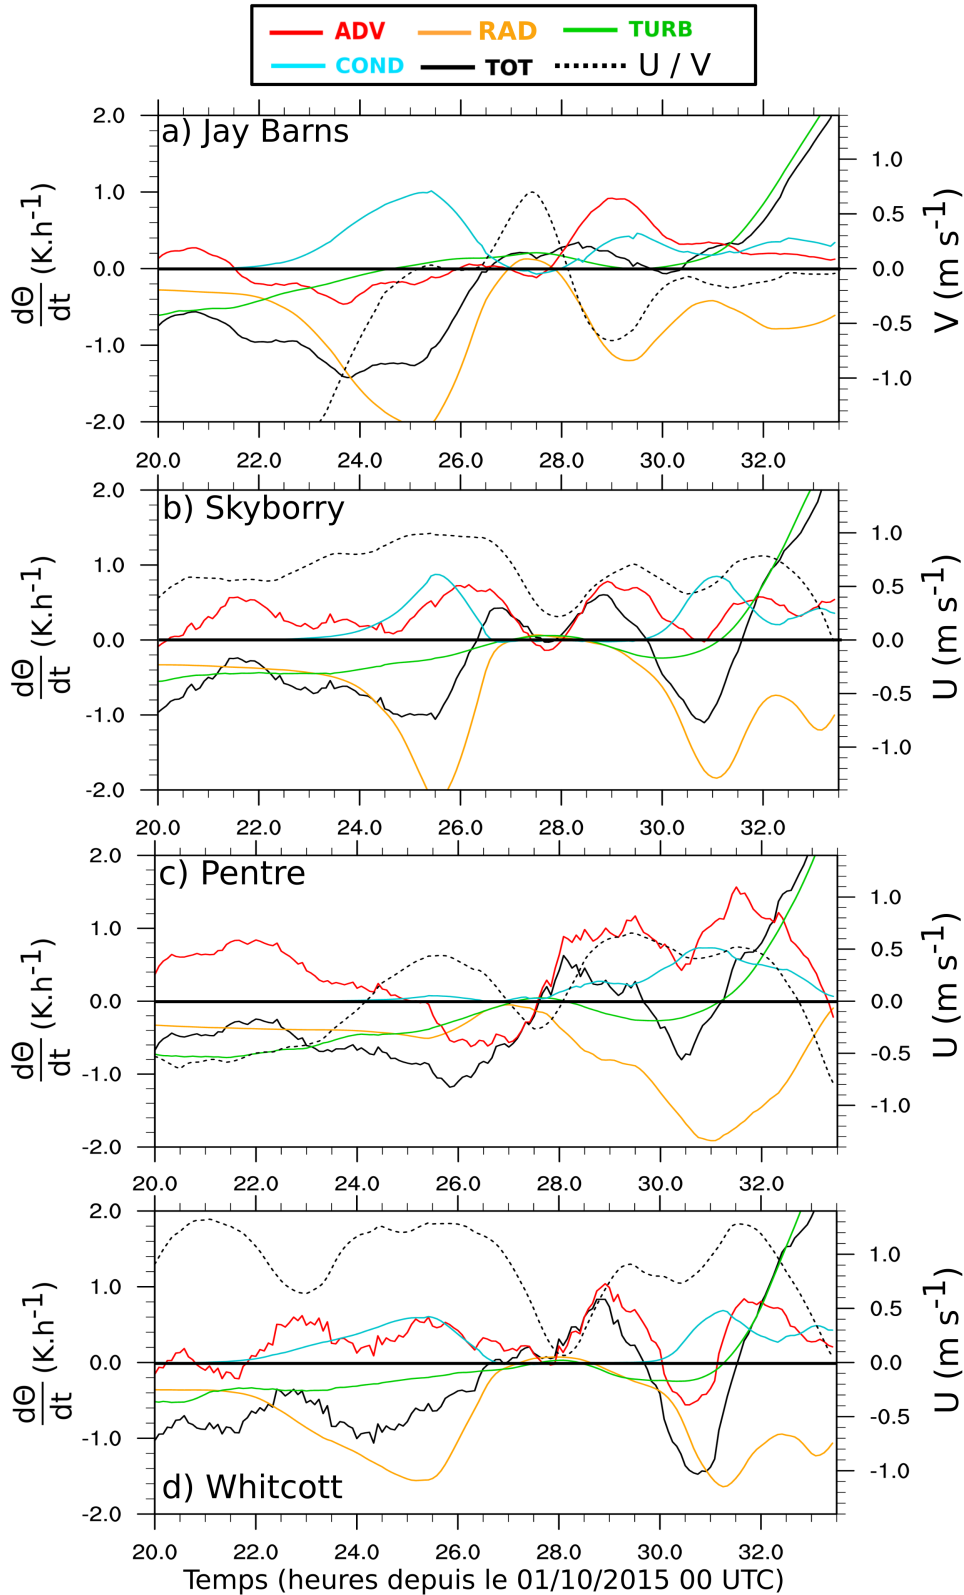 ADV RAD TURB
COND TOT U / V
a) Jay Barns
2.0
1.0
0.0
-1.0
-2.0
dΘ/dt (K.h-1)
1.0
0.5
0.0
-0.5
-1.0
V (m s-1)
20.0 22.0 24.0 26.0 28.0 30.0 32.0
b) Skyborry
2.0
1.0
0.0
-1.0
-2.0
dΘ/dt (K.h-1)
1.0
0.5
0.0
-0.5
-1.0
U (m s-1)
20.0 22.0 24.0 26.0 28.0 30.0 32.0
c) Pentre
2.0
1.0
0.0
-1.0
-2.0
dΘ/dt (K.h-1)
1.0
0.5
0.0
-0.5
-1.0
U (m s-1)
20.0 22.0 24.0 26.0 28.0 30.0 32.0
2.0
1.0
0.0
-1.0
-2.0
dΘ/dt (K.h-1)
1.0
0.5
0.0
-0.5
-1.0
U (m s-1)
d) Whitcott
20.0 22.0 24.0 26.0 28.0 30.0 32.0
Temps (heures depuis le 01/10/2015 00 UTC)